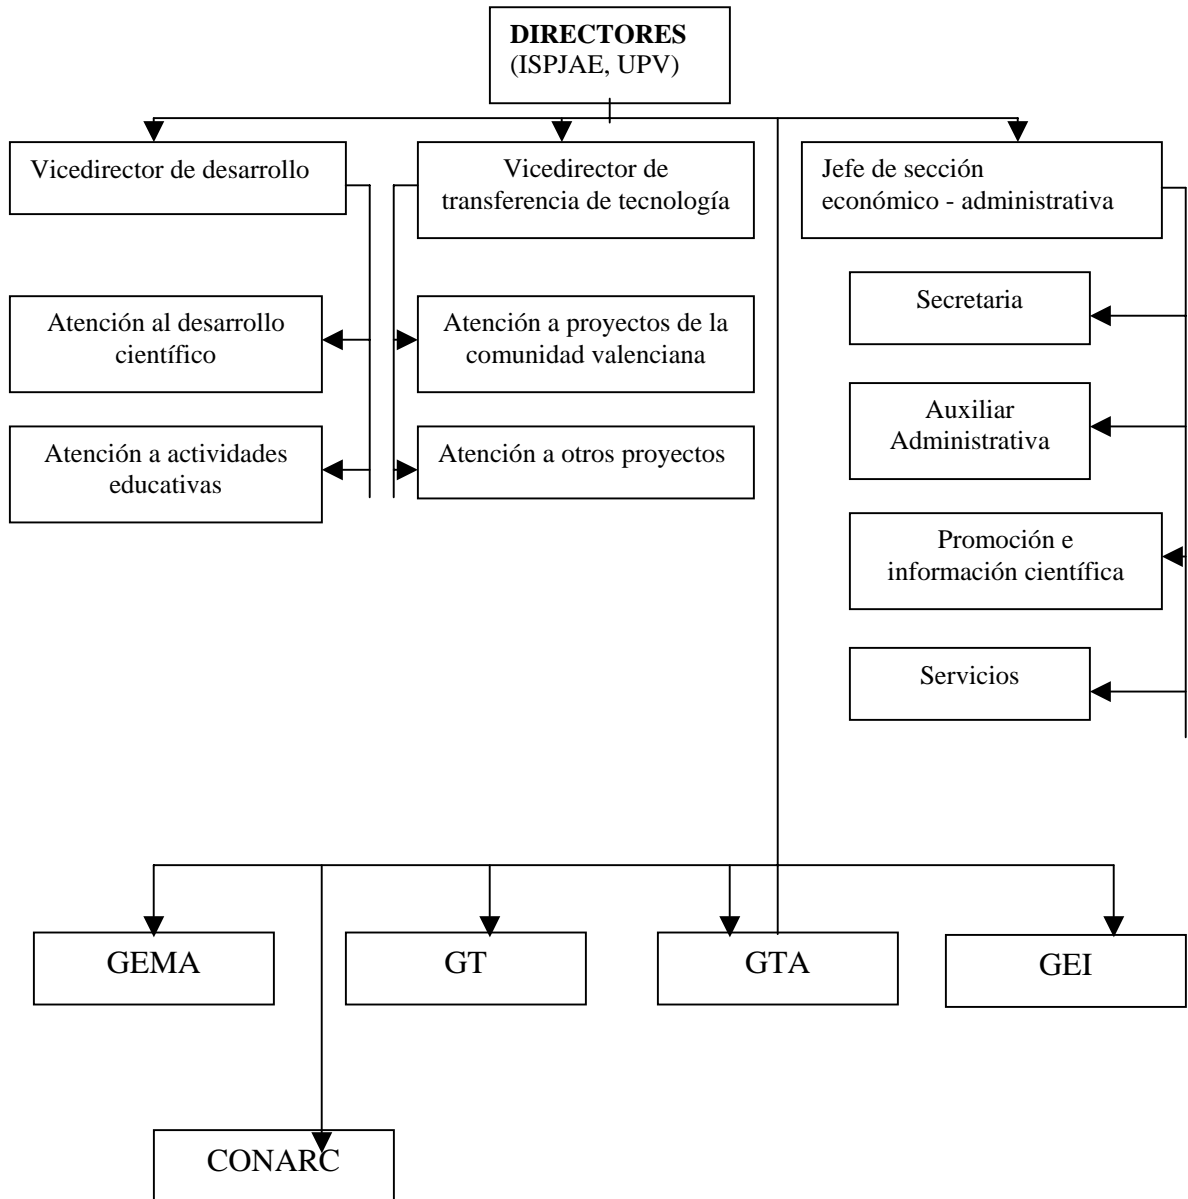 DIRECTORES
(ISPJAE, UPV)
Vicedirector de desarrollo
Vicedirector de
transferencia de tecnología
Jefe de sección
económico - administrativa
Atención al desarrollo
científico
Atención a proyectos de la
comunidad valenciana
Secretaria
Auxiliar
Administrativa
Atención a actividades
educativas
Atención a otros proyectos
Promoción e
información científica
Servicios
GEMA
GT
GTA
GEI
CONARC